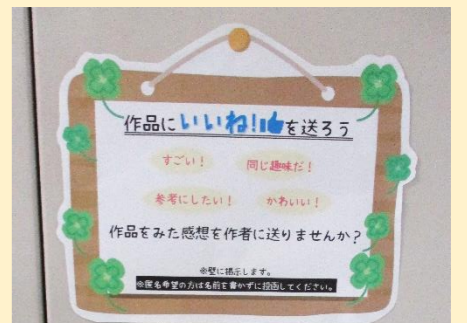 作品にいいね!👍を送ろう
すごい! 同じ趣味だ!
参考にしたい! かわいい!
作品をみた感想を作者に送りませんか?
※壁に掲示します。
※匿名希望の方は名前を書かずに投函してください。